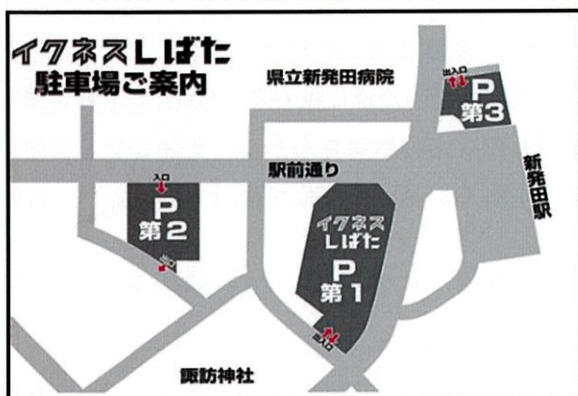 イクネスしばた
駐車場ご案内
県立新発田病院
出入口
P
第3
駅前通り
新発田駅
入口
P
第2
出口
イクネス
しばた
P
第1
出入口
諏訪神社